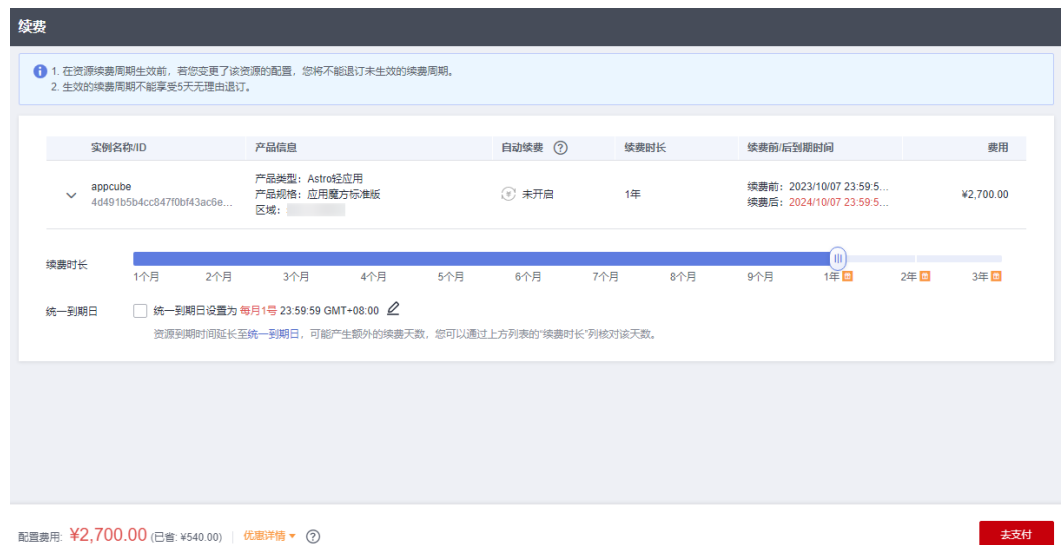 续费
1. 在资源续费周期生效前，若您变更了该资源的配置，您将不能退订未生效的续费周期。
2. 生效的续费周期不能享受5天无理由退订。
实例名称/ID 产品信息 自动续费 ? 续费时长 续费前/后到期时间 费用
appcube
4d491b5b4cc847f0bf43ac6e...
产品类型：Astro轻应用
产品规格：应用魔方标准版
区域：
未开启
1年
续费前：2023/10/07 23:59:5...
续费后：2024/10/07 23:59:5...
¥2,700.00
续费时长
1个月 2个月 3个月 4个月 5个月 6个月 7个月 8个月 9个月 1年 2年 3年
统一到期日 统一到期日设置为 每月1号 23:59:59 GMT+08:00
资源到期时间延长至统一到期日，可能产生额外的续费天数，您可以通过上方列表的“续费时长”列核对该天数。
配置费用: ¥2,700.00 (已省: ¥540.00) | 优惠详情 ?
去支付